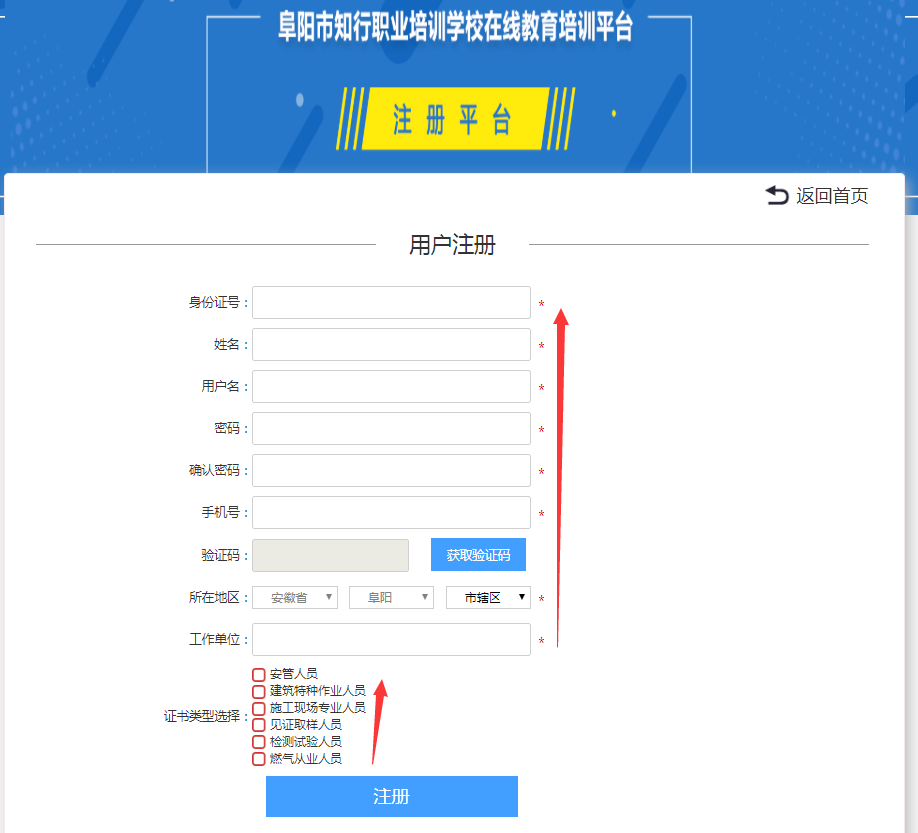 阜阳市知行职业培训学校在线教育培训平台
注册平台
返回首页
用户注册
身份证号： *
姓名： *
用户名： *
密码： *
确认密码： *
手机号： *
验证码： 获取验证码
所在地区： 安徽省 阜阳 市辖区 *
工作单位： *
安管人员
建筑特种作业人员
施工现场专业人员
证书类型选择：
见证取样人员
检测试验人员
燃气从业人员
注册